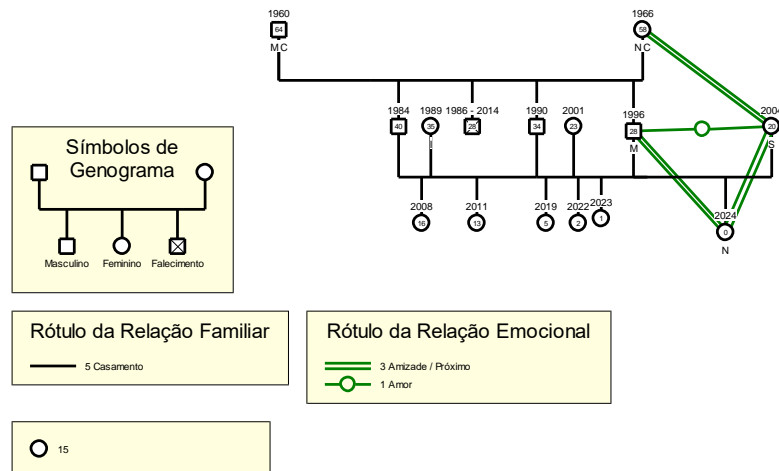 1960
64
MC
1966
58
NC
1984
40
1989
35
I
1986 - 2014
28
1990
34
2001
23
1996
28
M
2004
20
S
2008
16
2011
13
2019
5
2022
2
2023
1
2024
0
N
Símbolos de
Genograma
Masculino
Feminino
Falecimento
Rótulo da Relação Familiar
5 Casamento
Rótulo da Relação Emocional
3 Amizade / Próximo
1 Amor
15